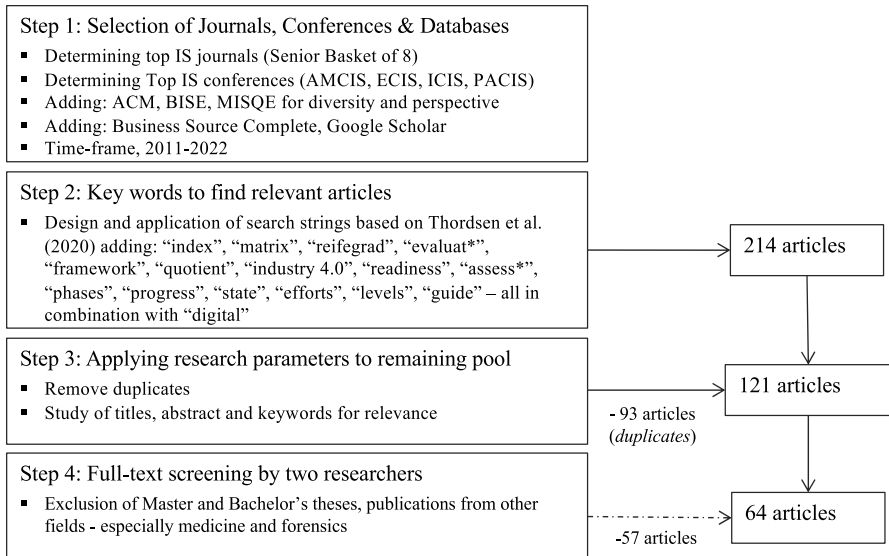 Step 1: Selection of Journals, Conferences & Databases
▪ Determining top IS journals (Senior Basket of 8)
▪ Determining Top IS conferences (AMCIS, ECIS, ICIS, PACIS)
▪ Adding: ACM, BISE, MISQE for diversity and perspective
▪ Adding: Business Source Complete, Google Scholar
▪ Time-frame, 2011-2022
Step 2: Key words to find relevant articles
▪ Design and application of search strings based on Thordsen et al.
(2020) adding: “index”, “matrix”, “reifegrad”, “evaluat*”,
“framework”, “quotient”, “industry 4.0”, “readiness”, “assess*”,
“phases”, “progress”, “state”, “efforts”, “levels”, “guide” – all in
combination with “digital”
214 articles
Step 3: Applying research parameters to remaining pool
▪ Remove duplicates
▪ Study of titles, abstract and keywords for relevance
- 93 articles
(duplicates)
121 articles
Step 4: Full-text screening by two researchers
▪ Exclusion of Master and Bachelor’s theses, publications from other
fields - especially medicine and forensics
-57 articles
64 articles